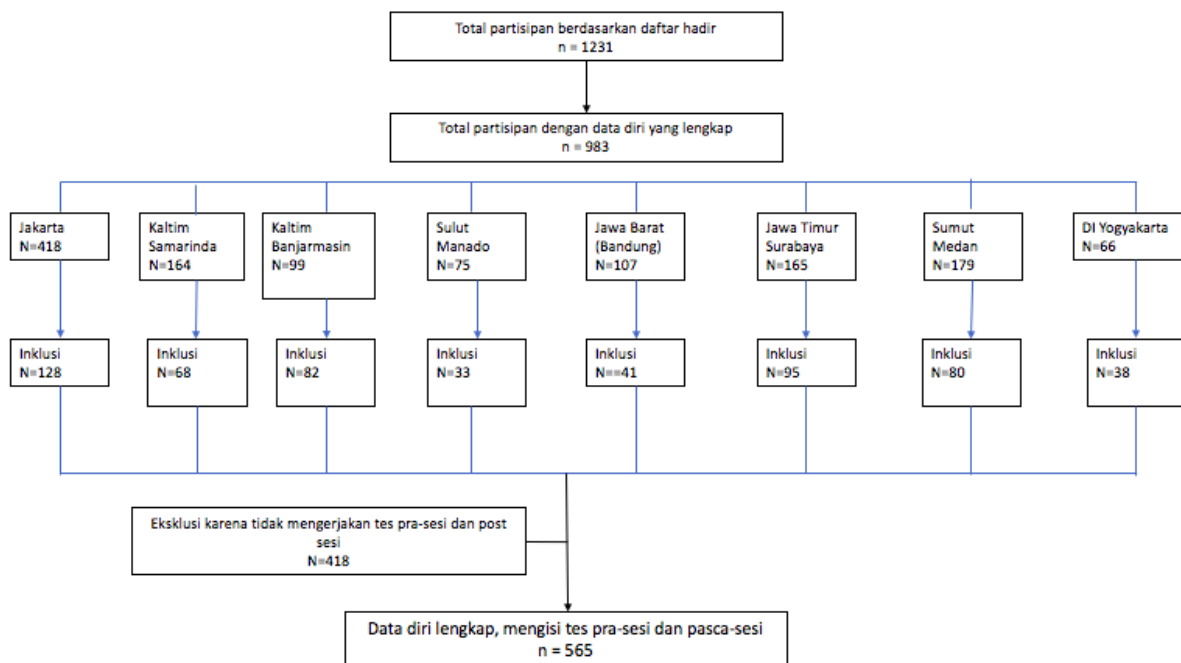 Total partisipan berdasarkan daftar hadir
n = 1231
Total partisipan dengan data diri yang lengkap
n = 983
Jakarta
N=418
Kaltim
Samarinda
N=164
Kaltim
Banjarmasin
N=99
Sulut
Manado
N=75
Jawa Barat
(Bandung)
N=107
Jawa Timur
Surabaya
N=165
Sumut
Medan
N=179
DI Yogyakarta
N=66
Inklusi
N=128
Inklusi
N=68
Inklusi
N=82
Inklusi
N=33
Inklusi
N==41
Inklusi
N=95
Inklusi
N=80
Inklusi
N=38
Eksklusi karena tidak mengerjakan tes pra-sesi dan post
sesi
N=418
Data diri lengkap, mengisi tes pra-sesi dan pasca-sesi
n = 565